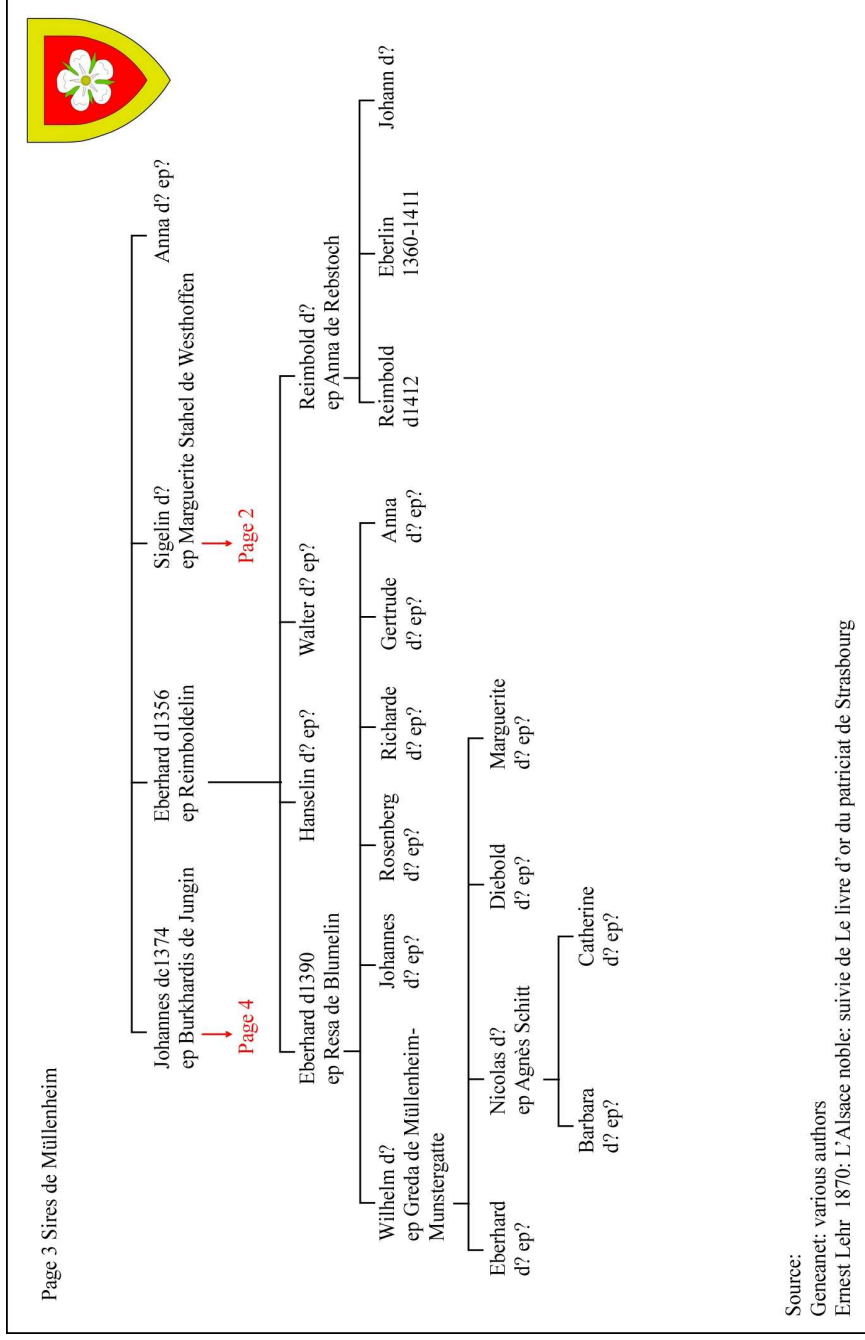 Page 3 Sires de Müllenheim
Johannes dc1374
ep Burkhardis de Jungin
Page 4
Eberhard d1356
ep Reimboldelin
Sigelin d?
ep Marguerite Stahel de Westhoffen
Page 2
Anna d? ep?
Eberhard d1390
ep Resa de Blumelin
Hanselin d? ep?
Walter d? ep?
Reimbold d?
ep Anna de Rebstoch
Wilhelm d?
ep Greda de Müllenheim-
Munstergatte
Johannes
d? ep?
Rosenberg
d? ep?
Richarde
d? ep?
Gertrude
d? ep?
Anna
d? ep?
Reimbold
d1412
Eberlin
1360-1411
Johann d?
Eberhard
d? ep?
Nicolas d?
ep Agnès Schitt
Diebold
d? ep?
Marguerite
d? ep?
Barbara
d? ep?
Catherine
d? ep?
Source:
Geneanet: various authors
Ernest Lehr 1870: L'Alsace noble: suivie de Le livre d'or du patriciat de Strasbourg